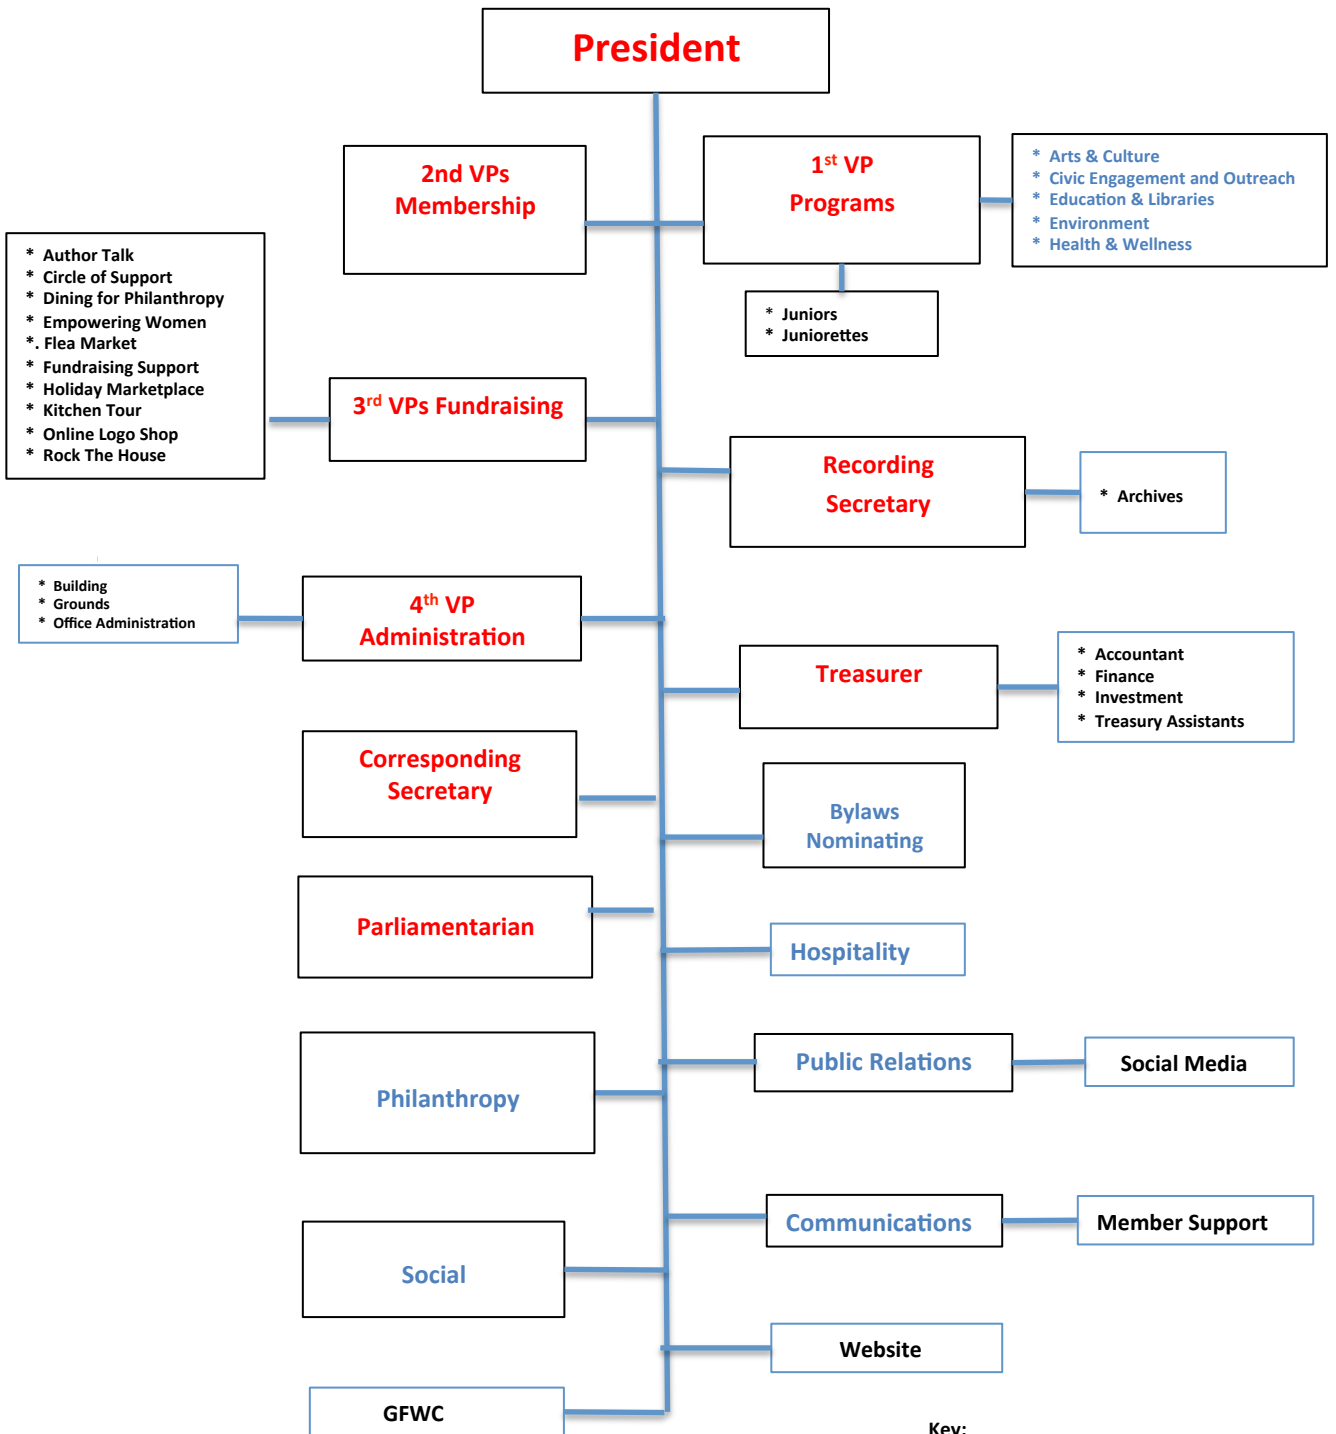 President
2nd VPs
Membership
1st VP
Programs
* Arts & Culture
* Civic Engagement and Outreach
* Education & Libraries
* Environment
* Health & Wellness
* Juniors
* Juniorettes
* Author Talk
* Circle of Support
* Dining for Philanthropy
* Empowering Women
*. Flea Market
* Fundraising Support
* Holiday Marketplace
* Kitchen Tour
* Online Logo Shop
* Rock The House
3rd VPs Fundraising
Recording
Secretary
* Archives
* Building
* Grounds
* Office Administration
4th VP
Administration
Treasurer
* Accountant
* Finance
* Investment
* Treasury Assistants
Corresponding
Secretary
Bylaws
Nominating
Parliamentarian
Hospitality
Philanthropy
Public Relations
Social Media
Communications
Member Support
Social
Website
GFWC
Key: